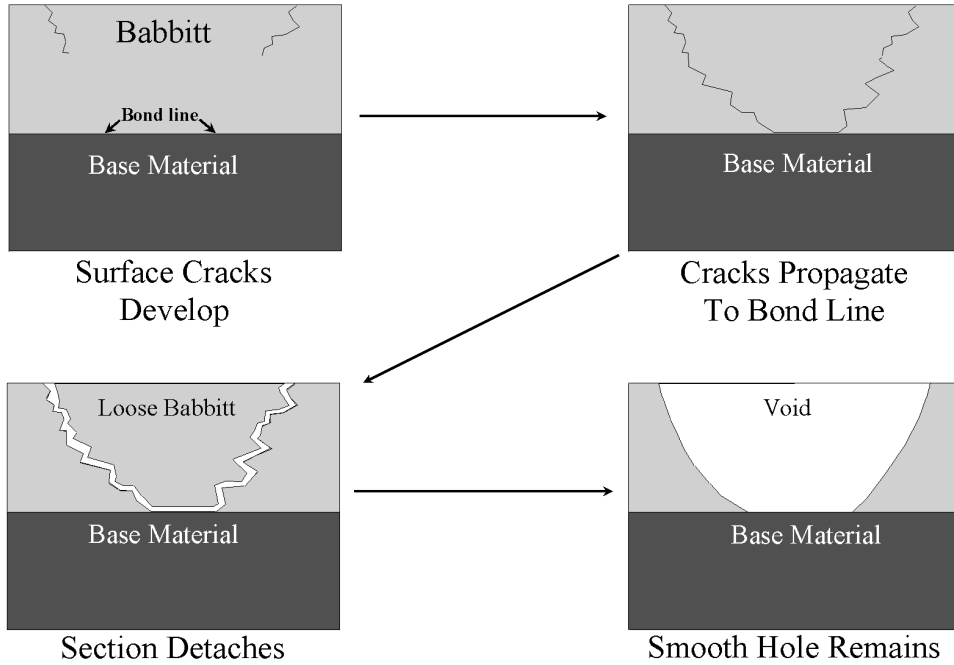 Babbitt
Bond line
Base Material
Surface Cracks
Develop
Base Material
Cracks Propagate
To Bond Line
Loose Babbitt
Base Material
Section Detaches
Void
Base Material
Smooth Hole Remains